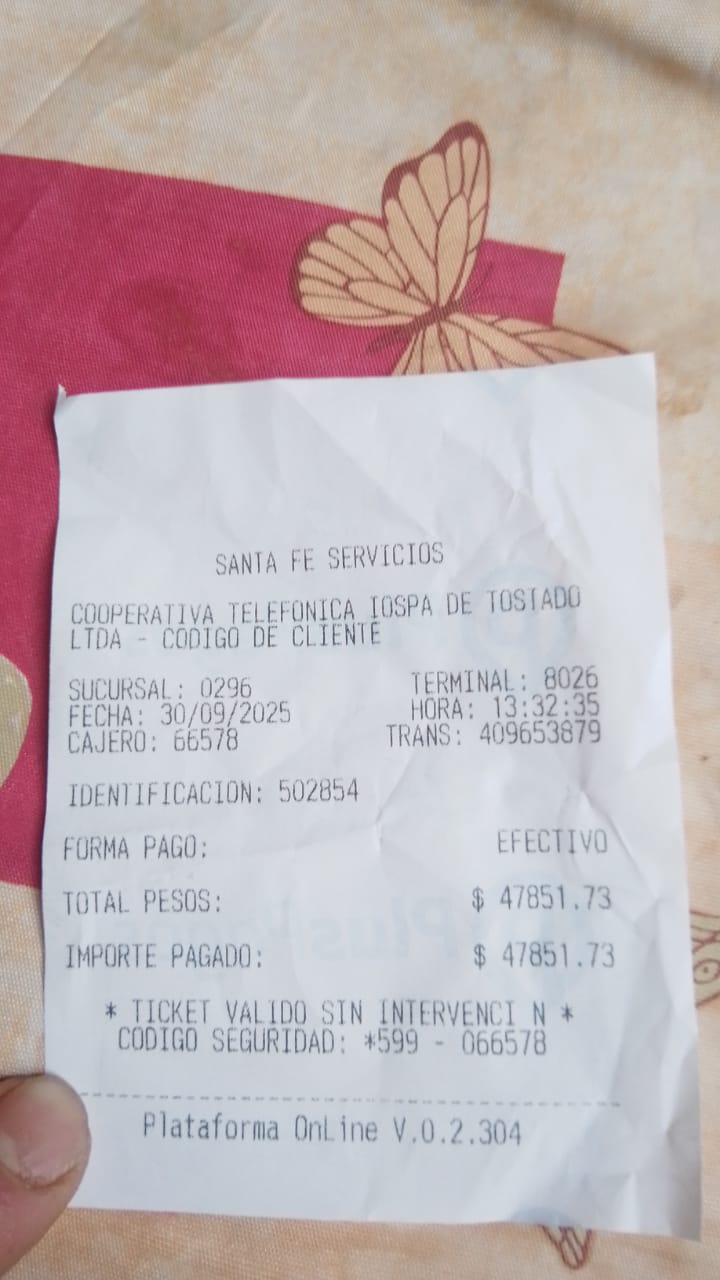 SANTA FE SERVICIOS
COOPERATIVA TELEFONICA IOSPA DE TOSTADO
LTDA - CODIGO DE CLIENTE
SUCURSAL: 0296 TERMINAL: 8026
FECHA: 30/09/2025 HORA: 13:32:35
CAJERO: 66578 TRANS: 409653879
IDENTIFICACION: 502854
FORMA PAGO: EFECTIVO
TOTAL PESOS: $ 47851.73
IMPORTE PAGADO: $ 47851.73
* TICKET VALIDO SIN INTERVENCI N *
CODIGO SEGURIDAD: *599 - 066578
Plataforma OnLine V.0.2.304